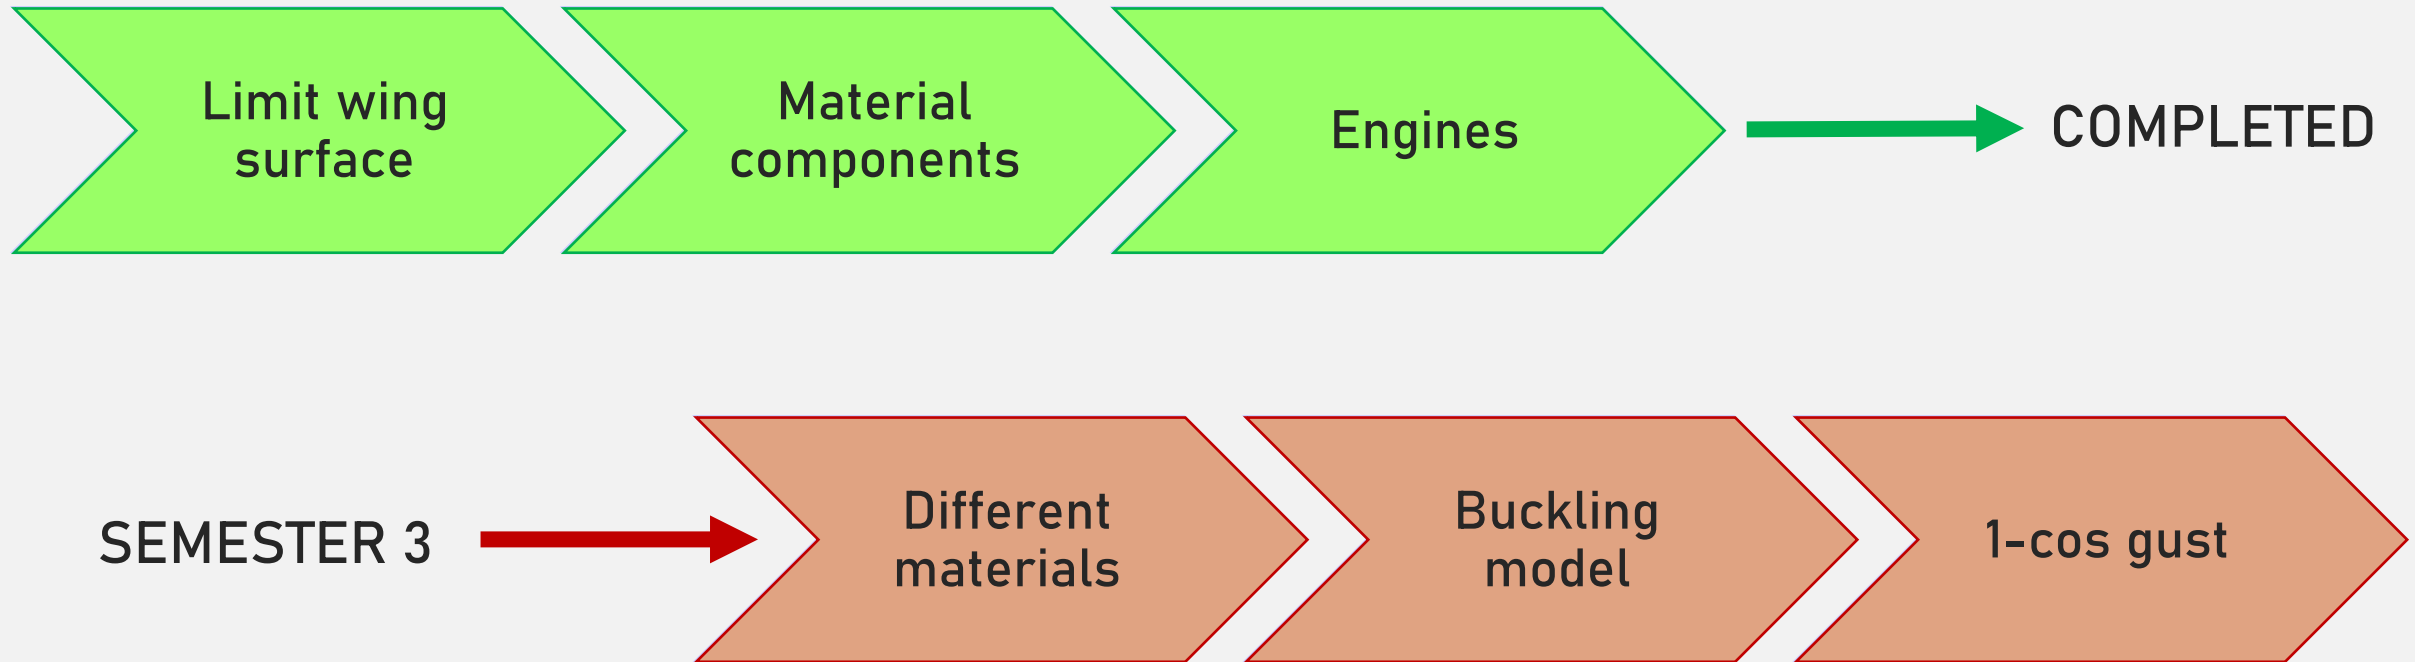 Limit wing
surface
Material
components
Engines
COMPLETED
SEMESTER 3
Different
materials
Buckling
model
1-cos gust